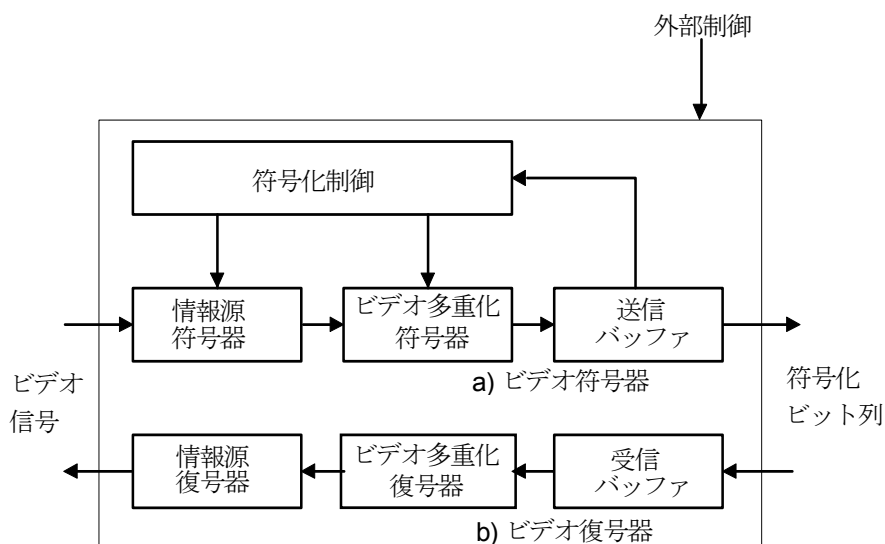 外部制御
符号化制御
情報源
符号器
ビデオ多重化
符号器
送信
バッファ
a) ビデオ符号器
ビデオ
信号
符号化
ビット列
情報源
復号器
ビデオ多重化
復号器
受信
バッファ
b) ビデオ復号器